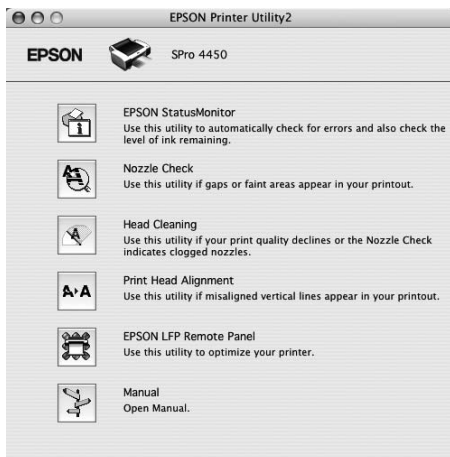 EPSON Printer Utility2
EPSON SPro 4450
EPSON StatusMonitor
Use this utility to automatically check for errors and also check the
level of ink remaining.
Nozzle Check
Use this utility if gaps or faint areas appear in your printout.
Head Cleaning
Use this utility if your print quality declines or the Nozzle Check
indicates clogged nozzles.
Print Head Alignment
Use this utility if misaligned vertical lines appear in your printout.
EPSON LFP Remote Panel
Use this utility to optimize your printer.
Manual
Open Manual.